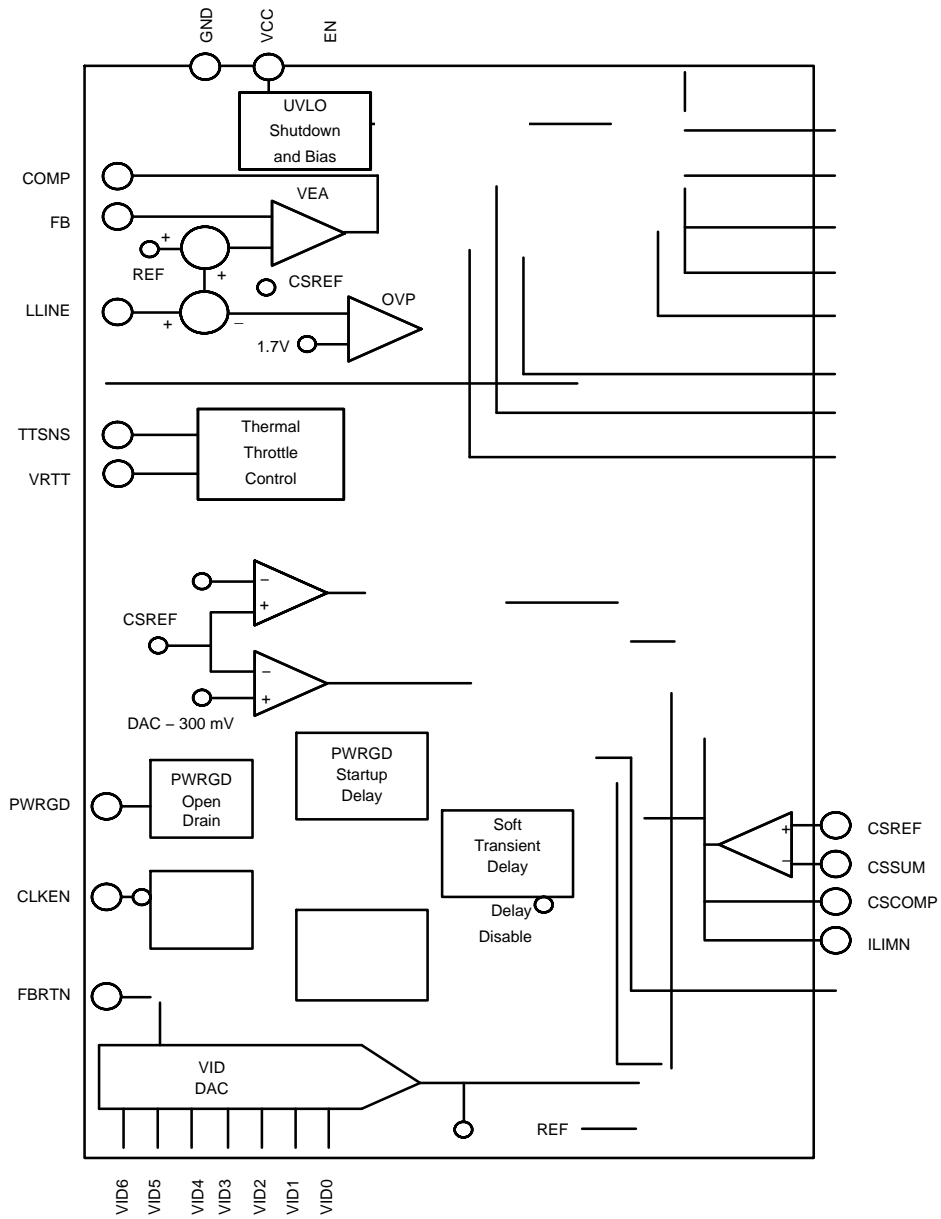 GND
VCC
EN
UVLO
Shutdown
and Bias
COMP
VEA
FB
+
REF
+
CSREF
LLINE
+
−
OVP
1.7V
TTSNS
VRTT
Thermal
Throttle
Control
−
+
CSREF
−
+
DAC − 300 mV
PWRGD
PWRGD
Open
Drain
PWRGD
Startup
Delay
Soft
Transient
Delay
+
−
CSREF
CSSUM
CSCOMP
ILIMN
CLKEN
Delay
Disable
FBRTN
VID
DAC
REF
VID6
VID5
VID4
VID3
VID2
VID1
VID0